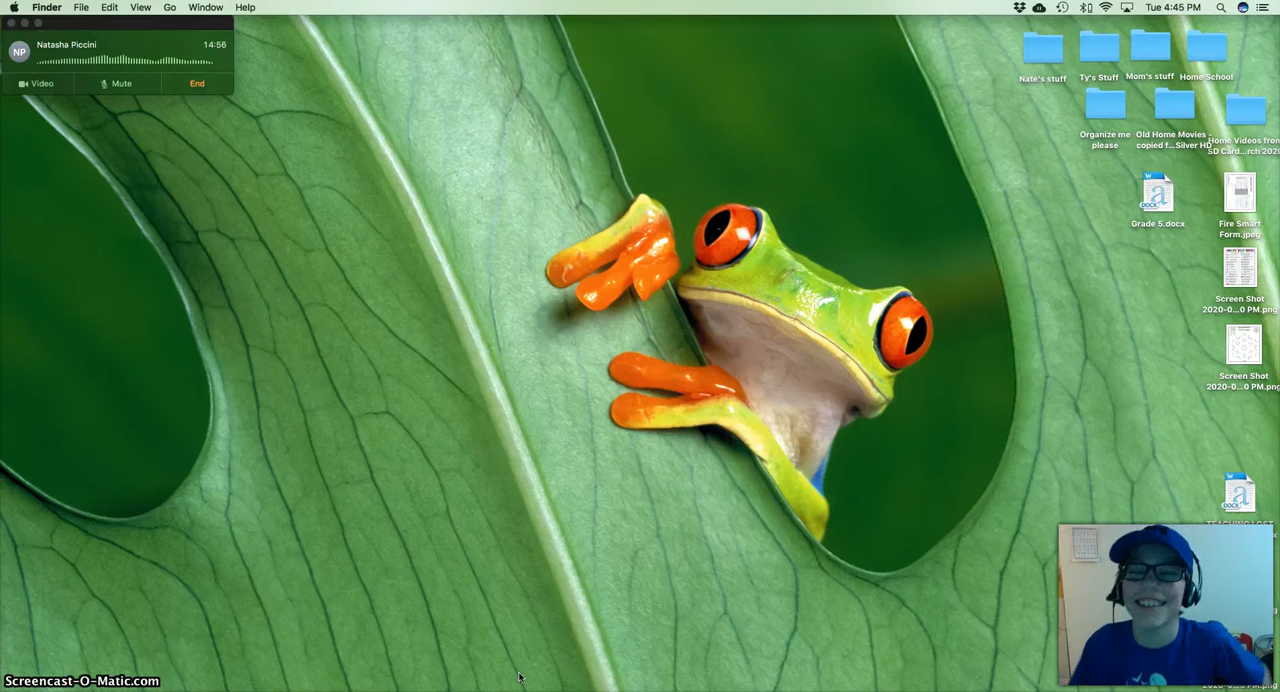 Finder File Edit View Go Window Help
Tue 4:45 PM
NP
Natasha Piccini 14:56
Video Mute End
Nate's stuff
Ty's Stuff
Mom's stuff
Home School
Organize me
please
Old Home Movies -
copied f...Silver HD
Home Videos from
SD Card...rch 2020
DOCX
Grade 5.docx
Fire Smart
Form.jpeg
Screen Shot
2020-0...0 PM.png
Screen Shot
2020-0...0 PM.png
DOCX
Screencast-O-Matic.com